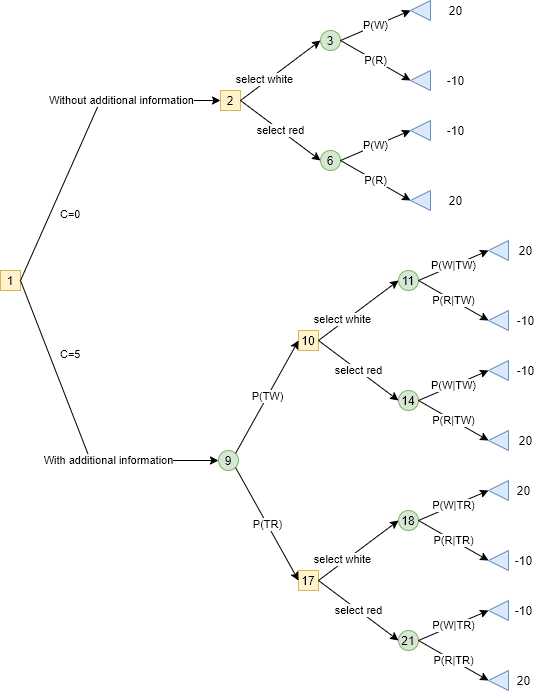 P(W)
20
3
P(R)
-10
select white
Without additional information
2
select red
P(W)
-10
6
P(R)
20
C=0
1
C=5
With additional information
9
P(TW)
10
select white
11
P(W|TW)
20
P(R|TW)
-10
select red
14
P(W|TW)
-10
P(R|TW)
20
P(TR)
17
select white
18
P(W|TR)
20
P(R|TR)
-10
select red
21
P(W|TR)
-10
P(R|TR)
20